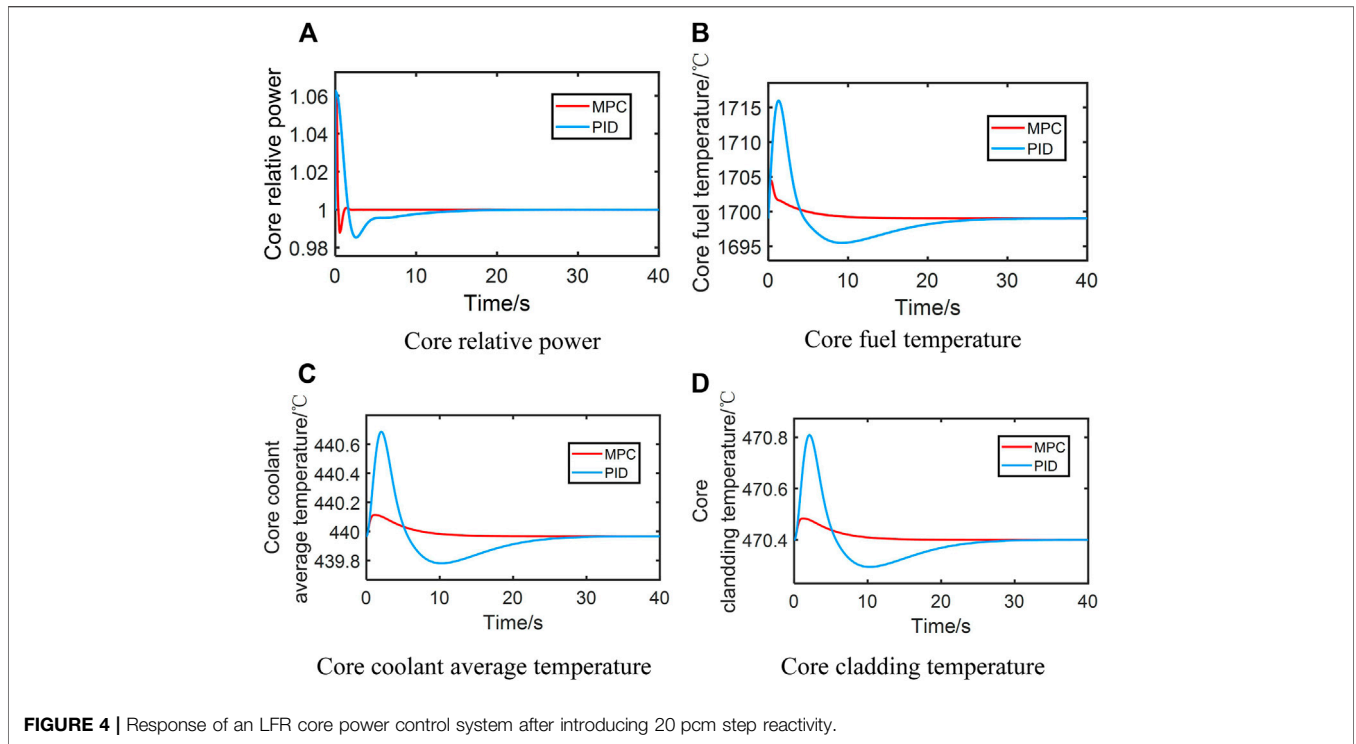 A
Core relative power
1.06
1.04
1.02
1
0.98
MPC
PID
0
10
20
30
40
Time/s
Core relative power
B
Core fuel temperature/℃
1715
1710
1705
1700
1695
MPC
PID
0
10
20
30
40
Time/s
Core fuel temperature
C
Core coolant
average temperature/℃
440.6
440.4
440.2
440
439.8
MPC
PID
0
10
20
30
40
Time/s
Core coolant average temperature
D
Core
clandding temperature/℃
470.8
470.6
470.4
MPC
PID
0
10
20
30
40
Time/s
Core cladding temperature
FIGURE 4 | Response of an LFR core power control system after introducing 20 pcm step reactivity.